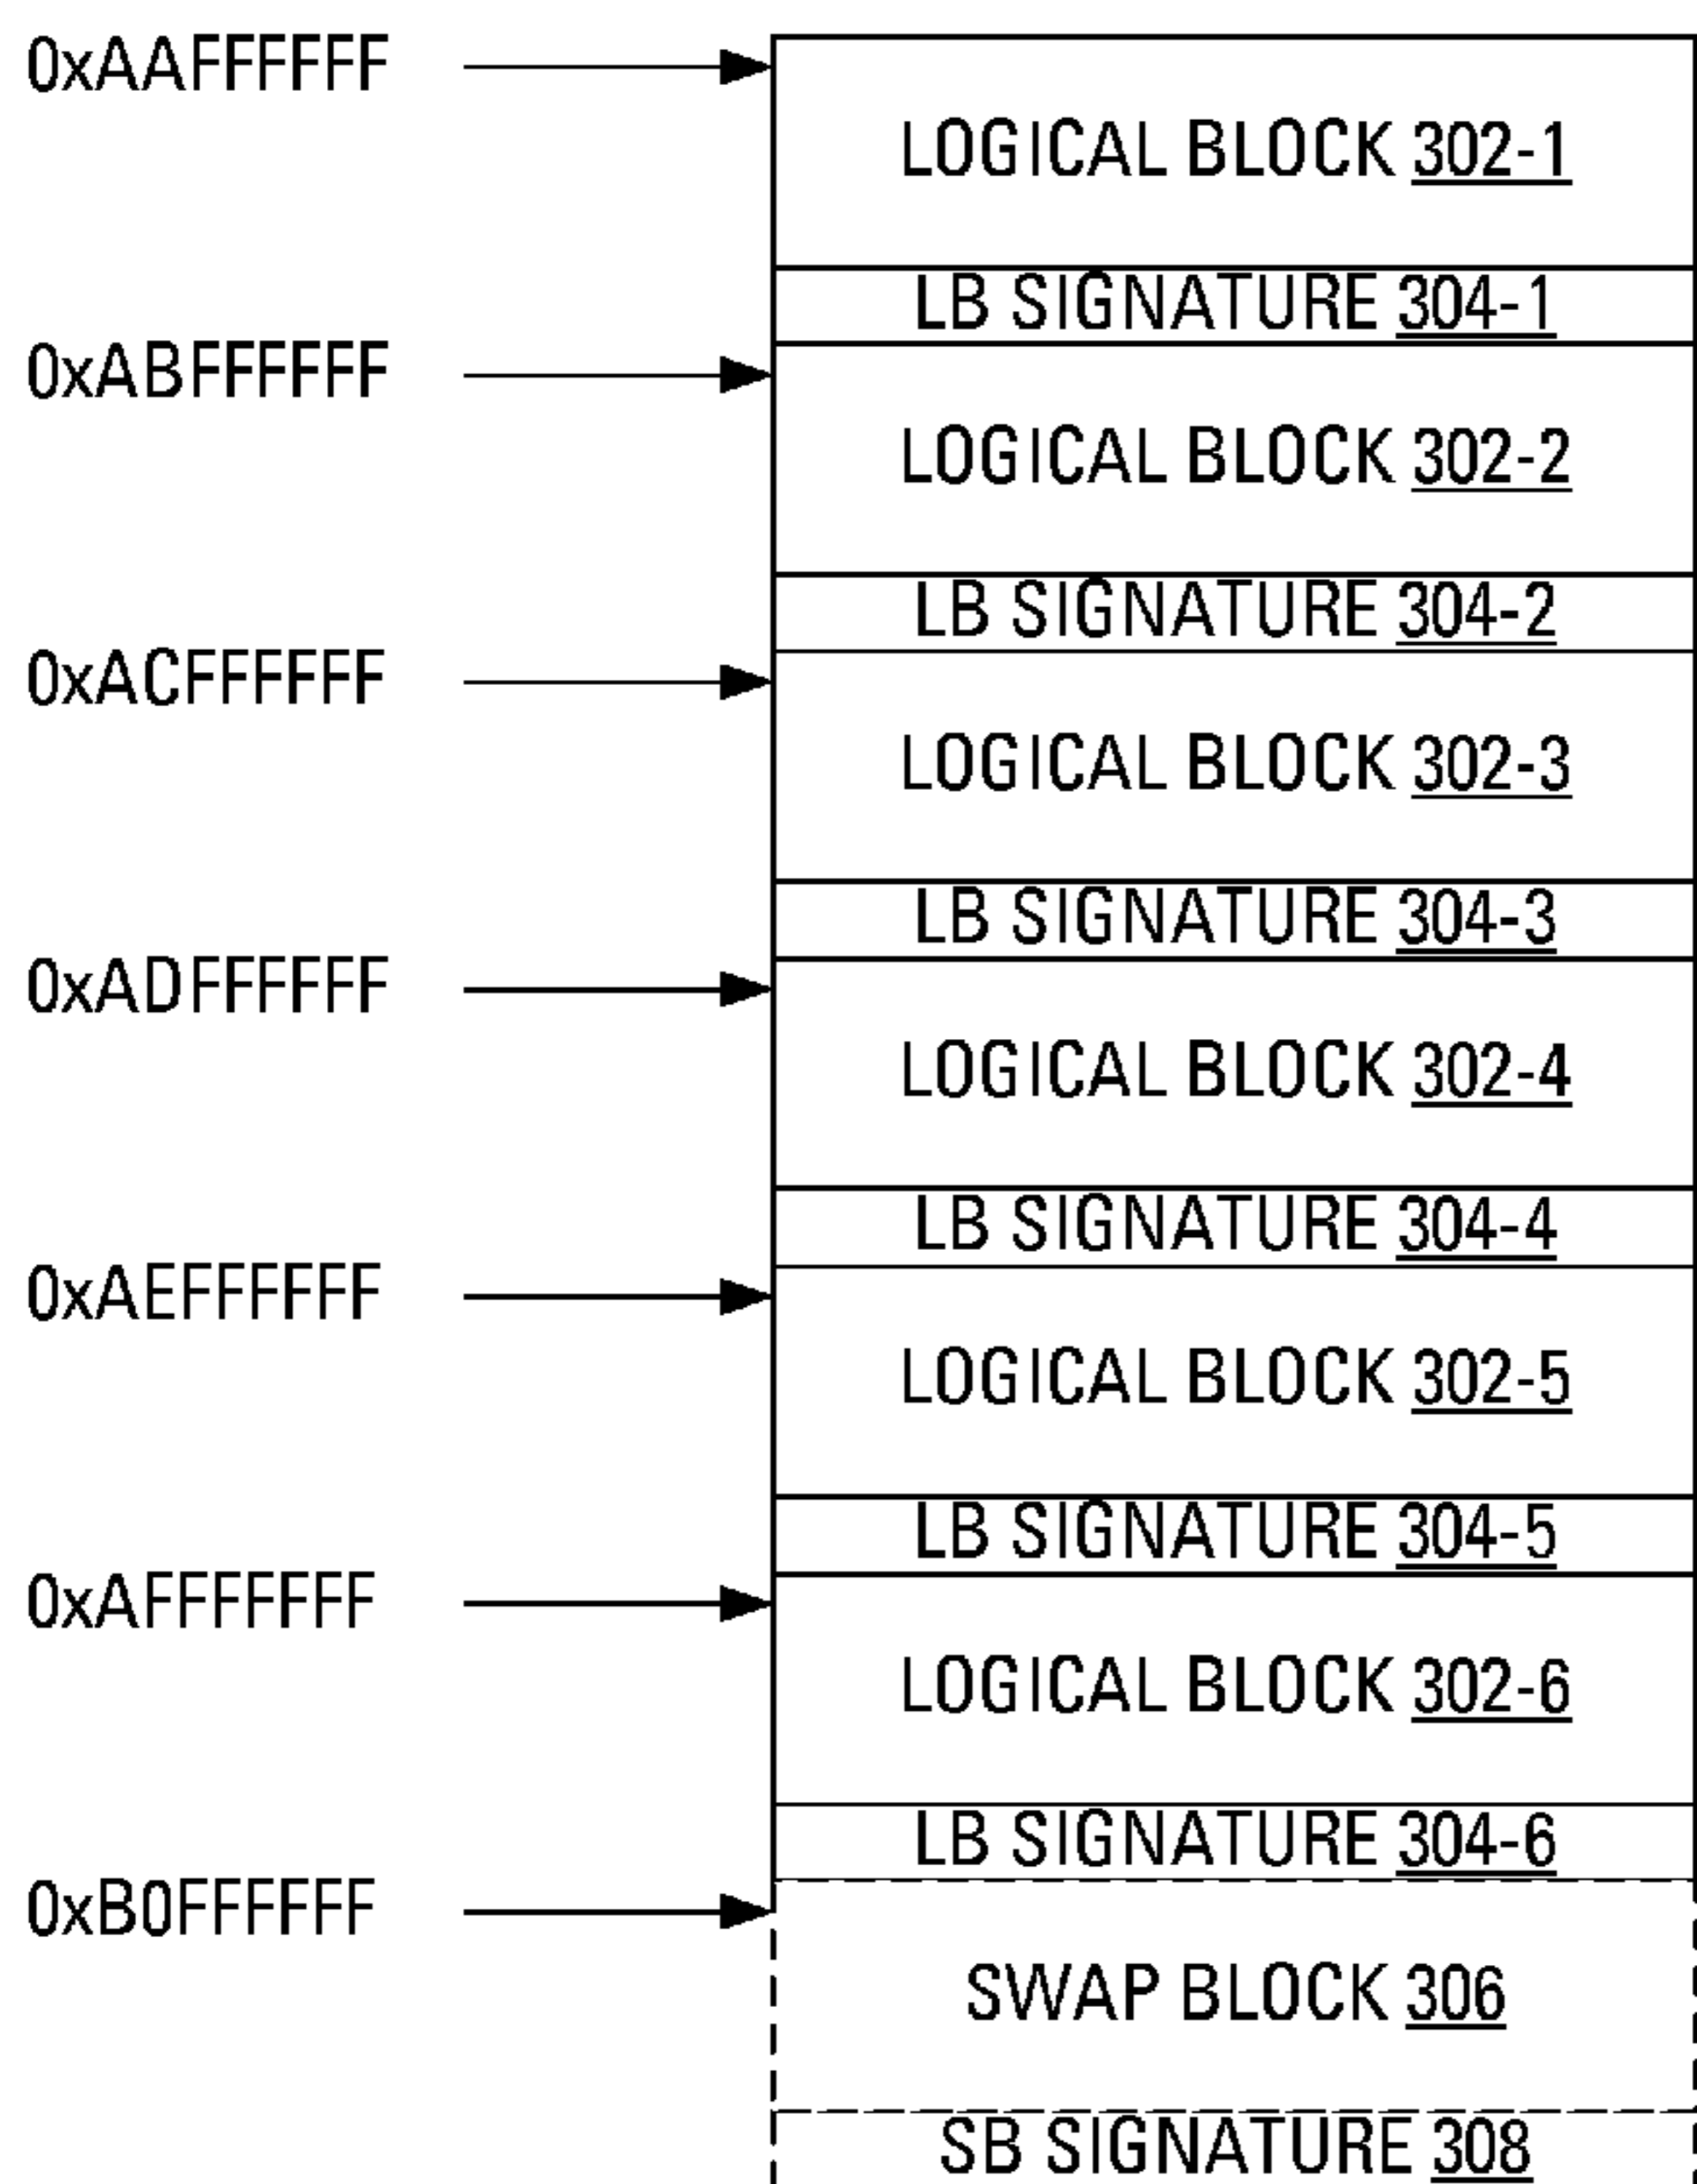 0xAAFFFFFF
LOGICAL BLOCK 302-1
LB SIGNATURE 304-1
0xABFFFFFF
LOGICAL BLOCK 302-2
LB SIGNATURE 304-2
0xACFFFFFF
LOGICAL BLOCK 302-3
LB SIGNATURE 304-3
0xADFFFFFF
LOGICAL BLOCK 302-4
LB SIGNATURE 304-4
0xAEFFFFFF
LOGICAL BLOCK 302-5
LB SIGNATURE 304-5
0xAFFFFFFF
LOGICAL BLOCK 302-6
LB SIGNATURE 304-6
0xB0FFFFFF
SWAP BLOCK 306
SB SIGNATURE 308